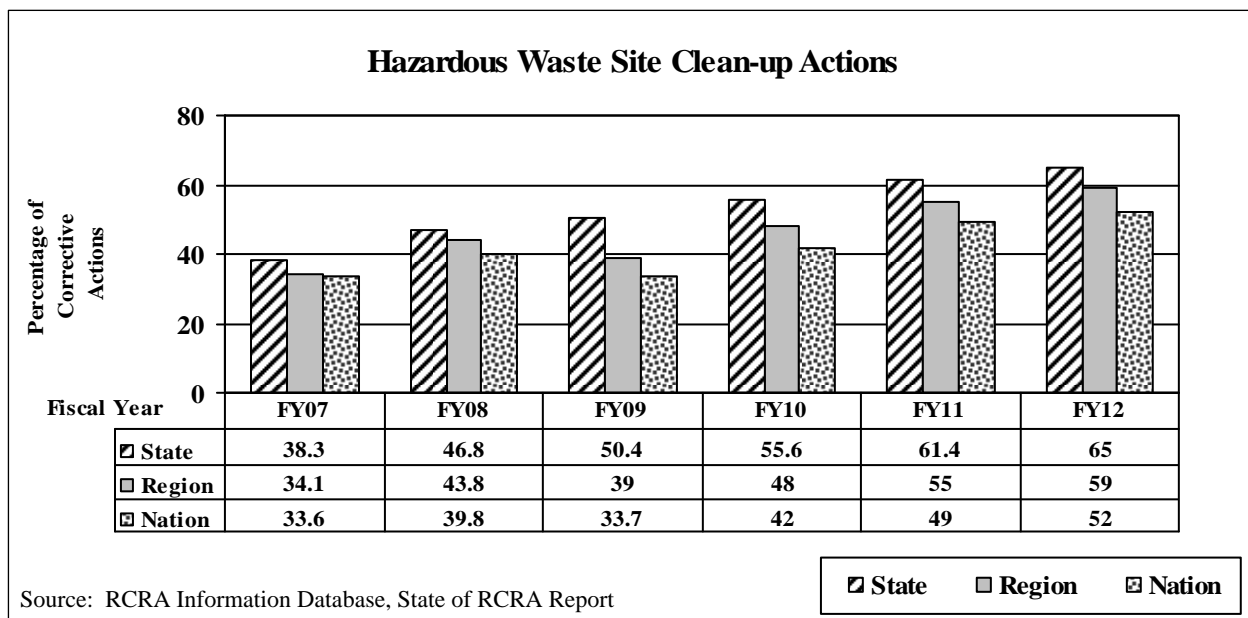 Hazardous Waste Site Clean-up Actions
Percentage of
Corrective
Actions
80
60
40
20
0
Fiscal Year FY07 FY08 FY09 FY10 FY11 FY12
State 38.3 46.8 50.4 55.6 61.4 65
Region 34.1 43.8 39 48 55 59
Nation 33.6 39.8 33.7 42 49 52
State Region Nation
Source: RCRA Information Database, State of RCRA Report